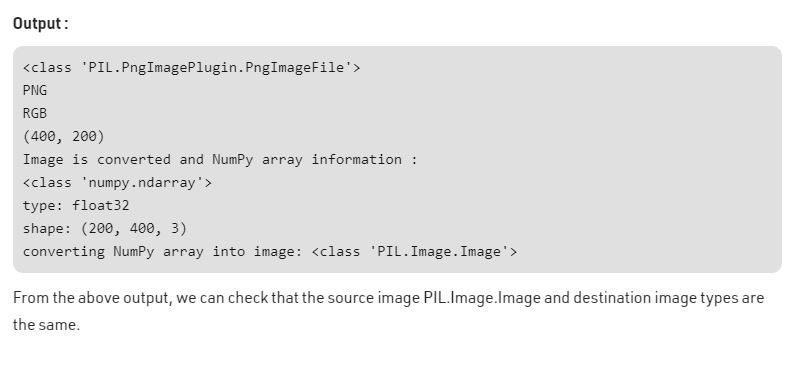 Output :
<class 'PIL.PngImagePlugin.PngImageFile'>
PNG
RGB
(400, 200)
Image is converted and NumPy array information :
<class 'numpy.ndarray'>
type: float32
shape: (200, 400, 3)
converting NumPy array into image: <class 'PIL.Image.Image'>
From the above output, we can check that the source image PIL.Image.Image and destination image types are
the same.